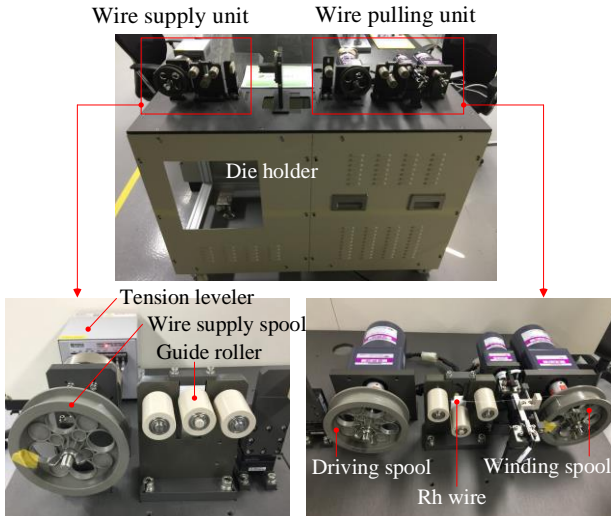 Wire supply unit
Wire pulling unit
Die holder
Tension leveler
Wire supply spool
Guide roller
Driving spool
Winding spool
Rh wire